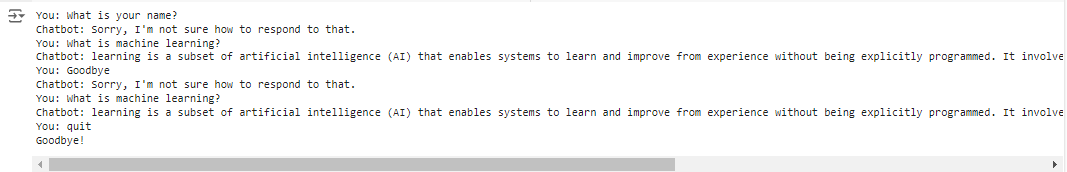 You: What is your name?
Chatbot: Sorry, I'm not sure how to respond to that.
You: What is machine learning?
Chatbot: learning is a subset of artificial intelligence (AI) that enables systems to learn and improve from experience without being explicitly programmed. It involve
You: Goodbye
Chatbot: Sorry, I'm not sure how to respond to that.
You: What is machine learning?
Chatbot: learning is a subset of artificial intelligence (AI) that enables systems to learn and improve from experience without being explicitly programmed. It involve
You: quit
Goodbye!